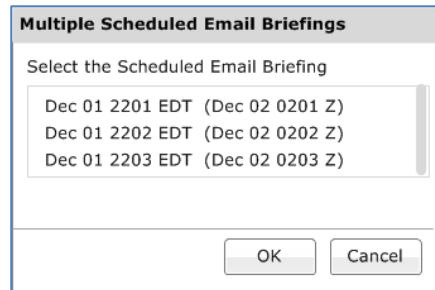 Multiple Scheduled Email Briefings
Select the Scheduled Email Briefing
Dec 01 2201 EDT (Dec 02 0201 Z)
Dec 01 2202 EDT (Dec 02 0202 Z)
Dec 01 2203 EDT (Dec 02 0203 Z)
OK Cancel